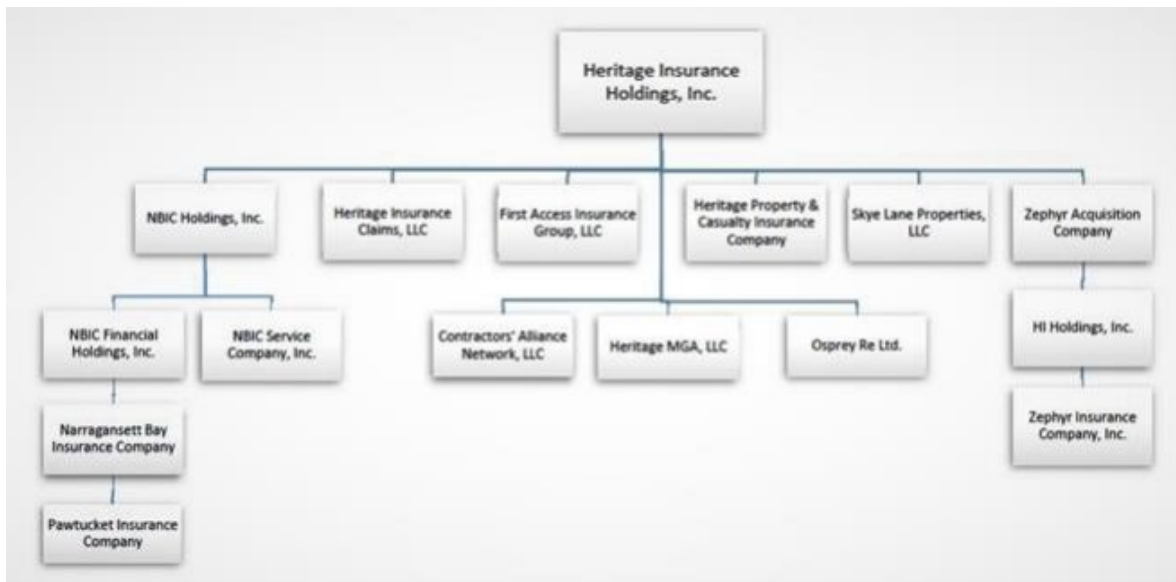 Heritage Insurance
Holdings, Inc.
NBIC Holdings, Inc.
Heritage Insurance
Claims, LLC
First Access Insurance
Group, LLC
Heritage Property &
Casualty Insurance
Company
Skye Lane Properties,
LLC
Zephyr Acquisition
Company
NBIC Financial
Holdings, Inc.
NBIC Service
Company, Inc.
Contractors' Alliance
Network, LLC
Heritage MGA, LLC
Osprey Re Ltd.
HI Holdings, Inc.
Narragansett Bay
Insurance Company
Zephyr Insurance
Company, Inc.
Pawtucket Insurance
Company